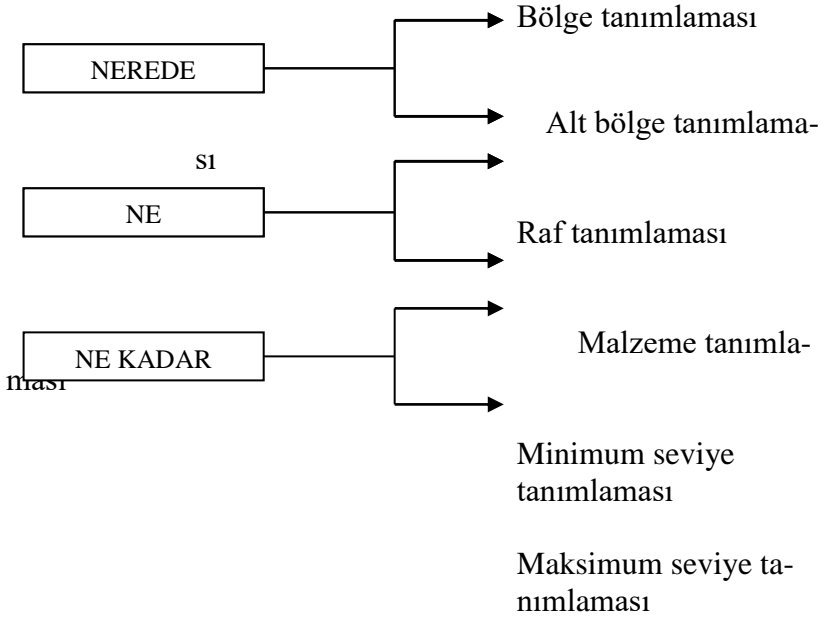 Bölge tanımlaması
NEREDE
Alt bölge tanımlama-
sı
NE
Raf tanımlaması
Malzeme tanımla-
NE KADAR
ması
Minimum seviye
tanımlaması
Maksimum seviye ta-
nımlaması